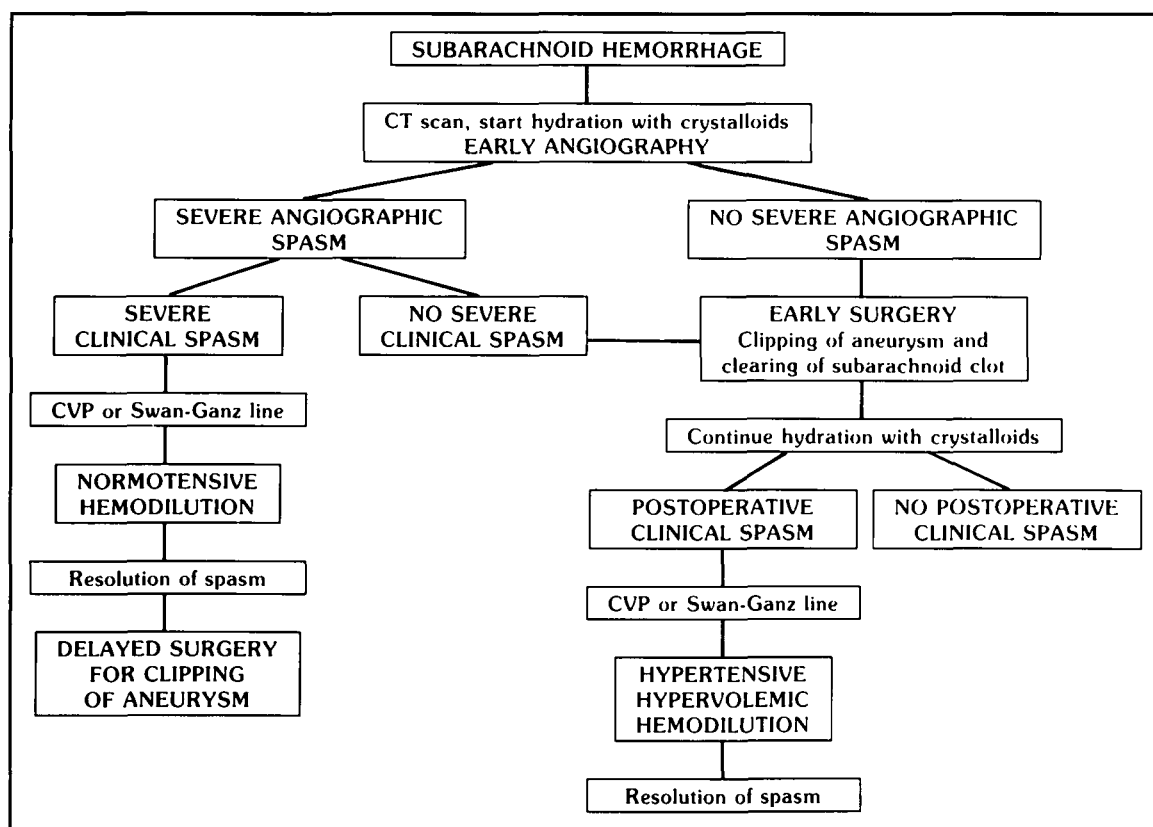 SUBARACHNOID HEMORRHAGE
CT scan, start hydration with crystalloids
EARLY ANGIOGRAPHY
SEVERE ANGIOGRAPHIC
SPASM
NO SEVERE ANGIOGRAPHIC
SPASM
SEVERE
CLINICAL SPASM
NO SEVERE
CLINICAL SPASM
EARLY SURGERY
Clipping of aneurysm and
clearing of subarachnoid clot
CVP or Swan-Ganz line
Continue hydration with crystalloids
NORMOTENSIVE
HEMODILUTION
POSTOPERATIVE
CLINICAL SPASM
NO POSTOPERATIVE
CLINICAL SPASM
Resolution of spasm
CVP or Swan-Ganz line
DELAYED SURGERY
FOR CLIPPING
OF ANEURYSM
HYPERTENSIVE
HYPERVOLEMIC
HEMODILUTION
Resolution of spasm